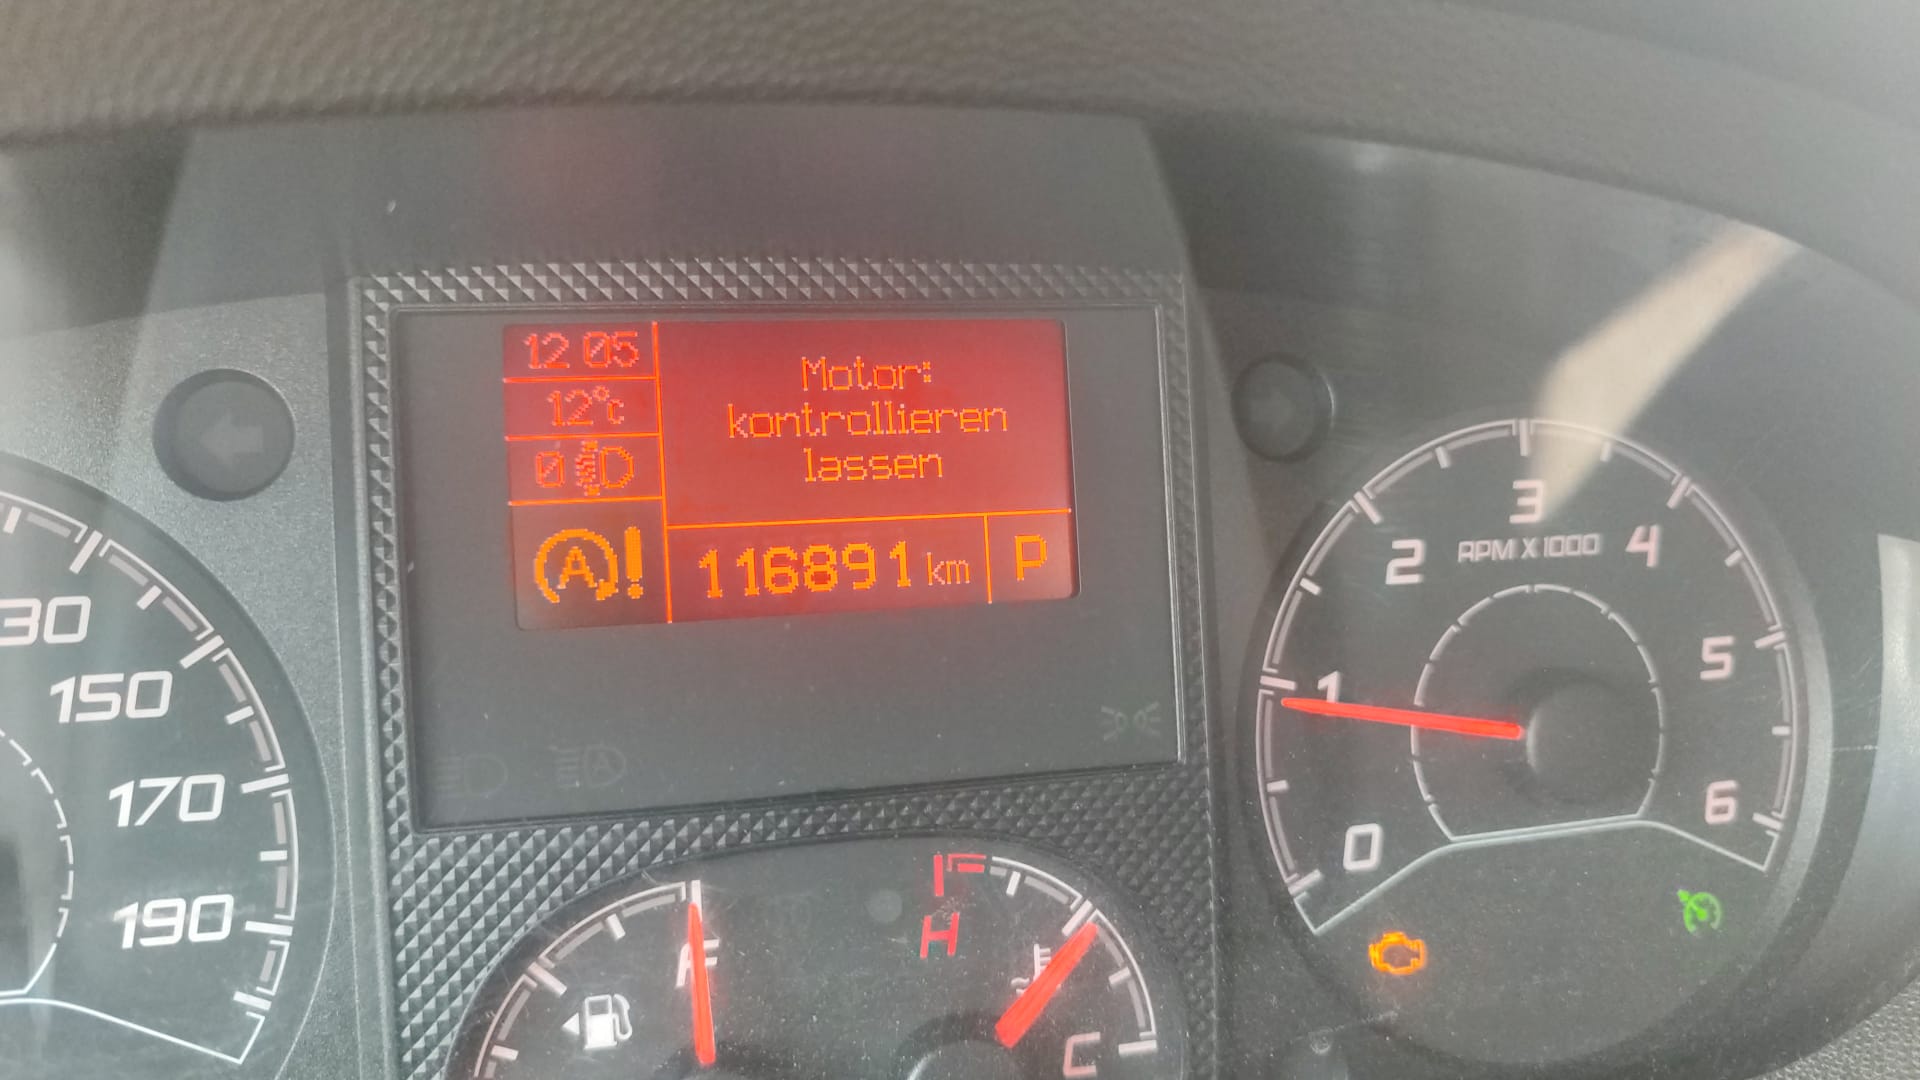 12 05
12°c
0
Motor:
kontrollieren
lassen
A!
116891 km
P
30
150
170
190
0
1
2
3
4
5
6
RPM X 1000
F
H
C